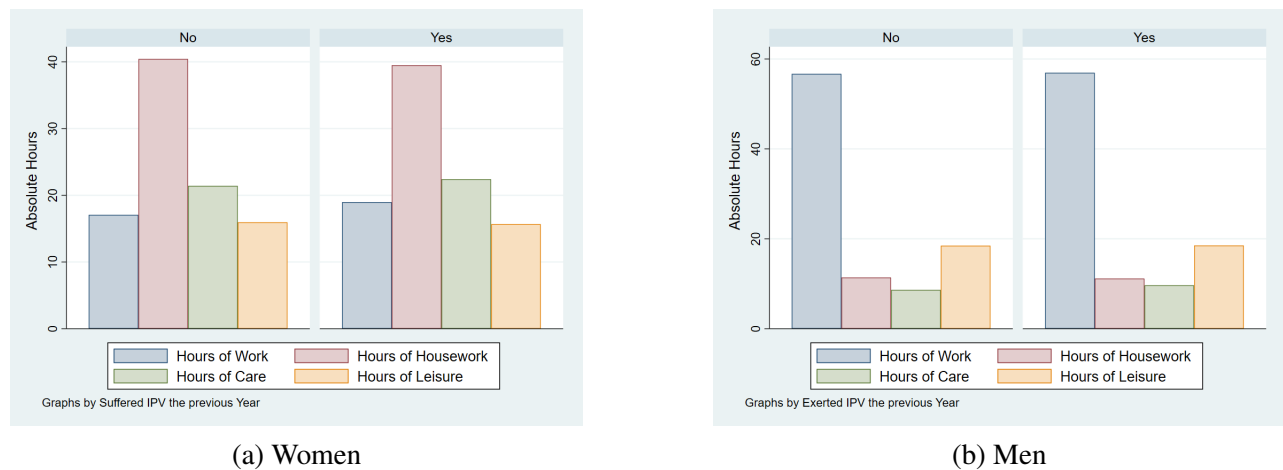 No Yes
Absolute Hours
40
30
20
10
0
Hours of Work Hours of Housework
Hours of Care Hours of Leisure
Graphs by Suffered IPV the previous Year
(a) Women
No Yes
Absolute Hours
60
40
20
0
Hours of Work Hours of Housework
Hours of Care Hours of Leisure
Graphs by Exerted IPV the previous Year
(b) Men